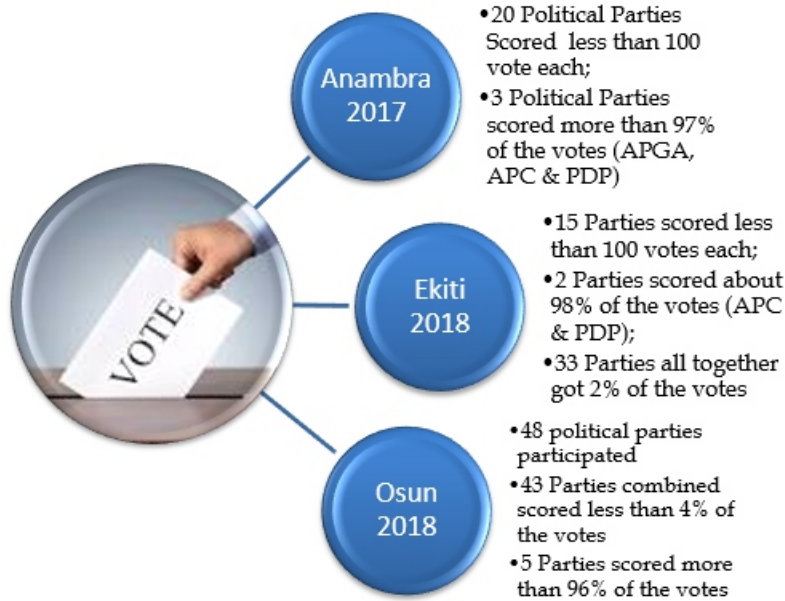 •20 Political Parties
Scored less than 100
vote each;
•3 Political Parties
scored more than 97%
of the votes (APGA,
APC & PDP)
Anambra
2017
•15 Parties scored less
than 100 votes each;
•2 Parties scored about
98% of the votes (APC
& PDP);
•33 Parties all together
got 2% of the votes
Ekiti
2018
VOTE
•48 political parties
participated
•43 Parties combined
scored less than 4% of
the votes
•5 Parties scored more
than 96% of the votes
Osun
2018